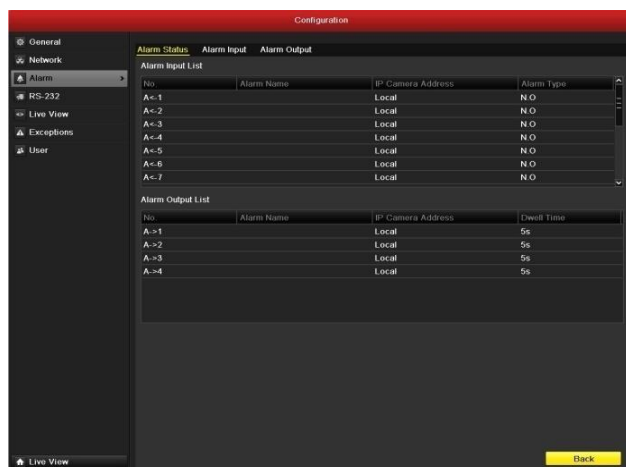 Configuration
General
Network
Alarm
RS-232
Live View
Exceptions
User
Alarm Status Alarm Input Alarm Output
Alarm Input List
No. Alarm Name IP Camera Address Alarm Type
A<-1 Local N.O
A<-2 Local N.O
A<-3 Local N.O
A<-4 Local N.O
A<-5 Local N.O
A<-6 Local N.O
A<-7 Local N.O
Alarm Output List
No. Alarm Name IP Camera Address Dwell Time
A->1 Local 5s
A->2 Local 5s
A->3 Local 5s
A->4 Local 5s
Live View
Back